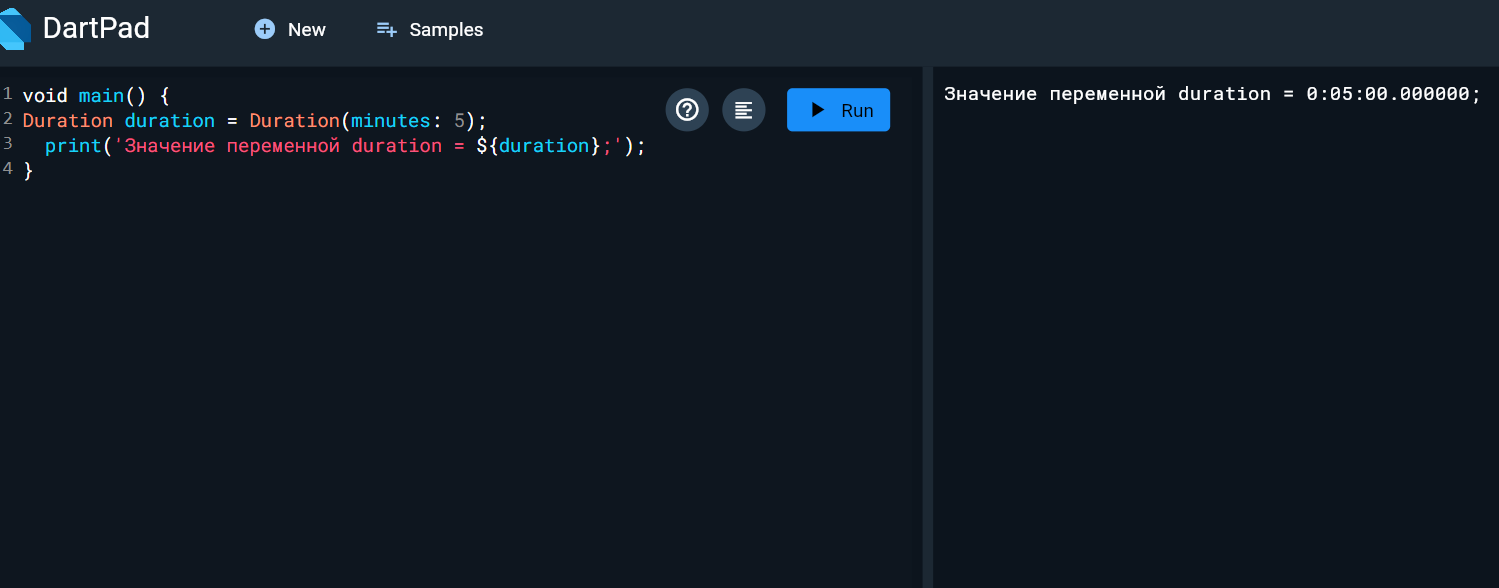 DartPad New Samples
1 void main() {
2 Duration duration = Duration(minutes: 5);
3 print('Значение переменной duration = ${duration};');
4 }
Run
Значение переменной duration = 0:05:00.000000;